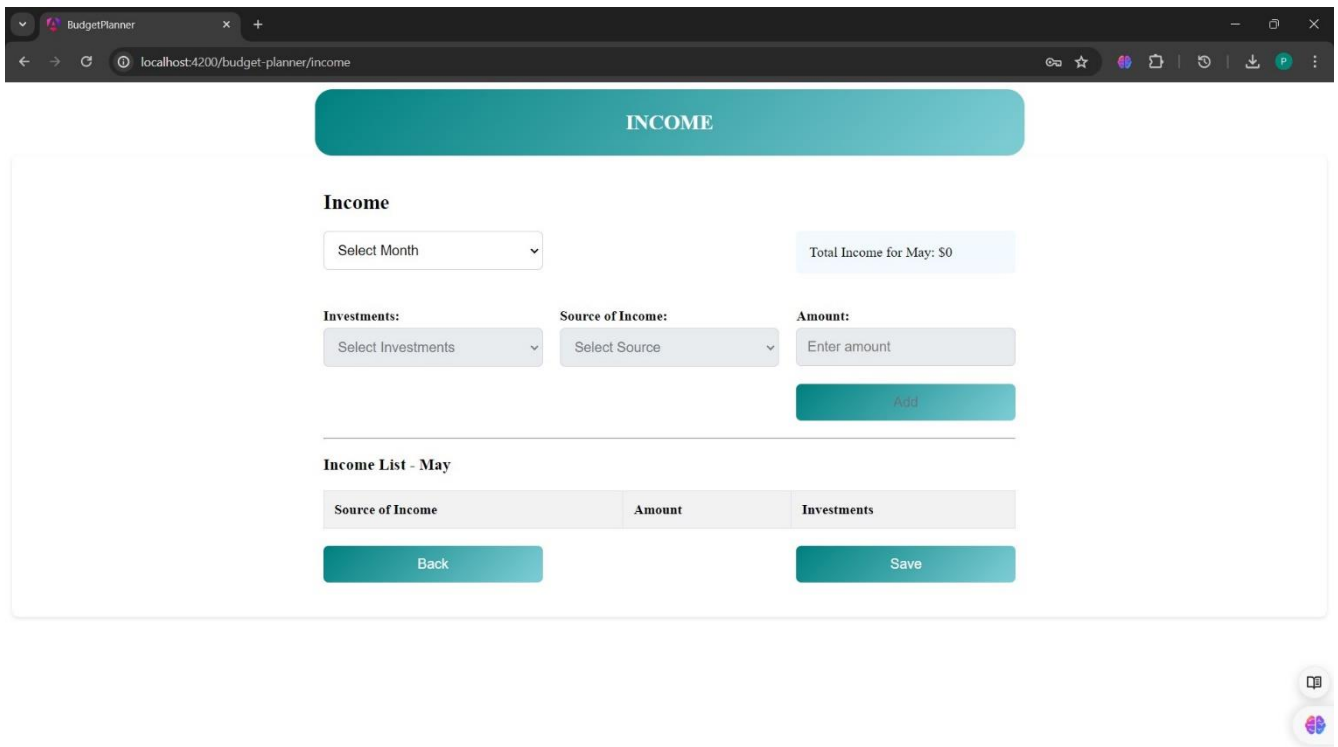 BudgetPlanner
localhost:4200/budget-planner/income
P
INCOME
Income
Select Month
Total Income for May: $0
Investments: Source of Income: Amount:
Select Investments Select Source Enter amount
Add
Income List - May
Source of Income Amount Investments
Back Save